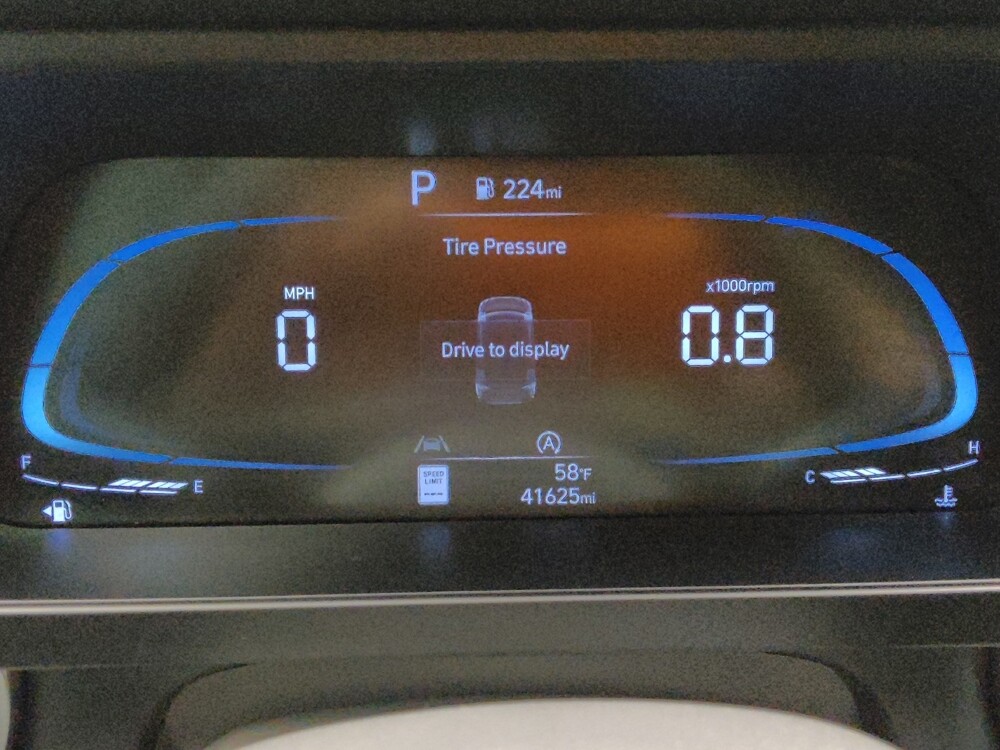 P 224mi
Tire Pressure
MPH
x1000rpm
0
0.8
Drive to display
A
F
E
SPEED
LIMIT
58°F
41625mi
C
H